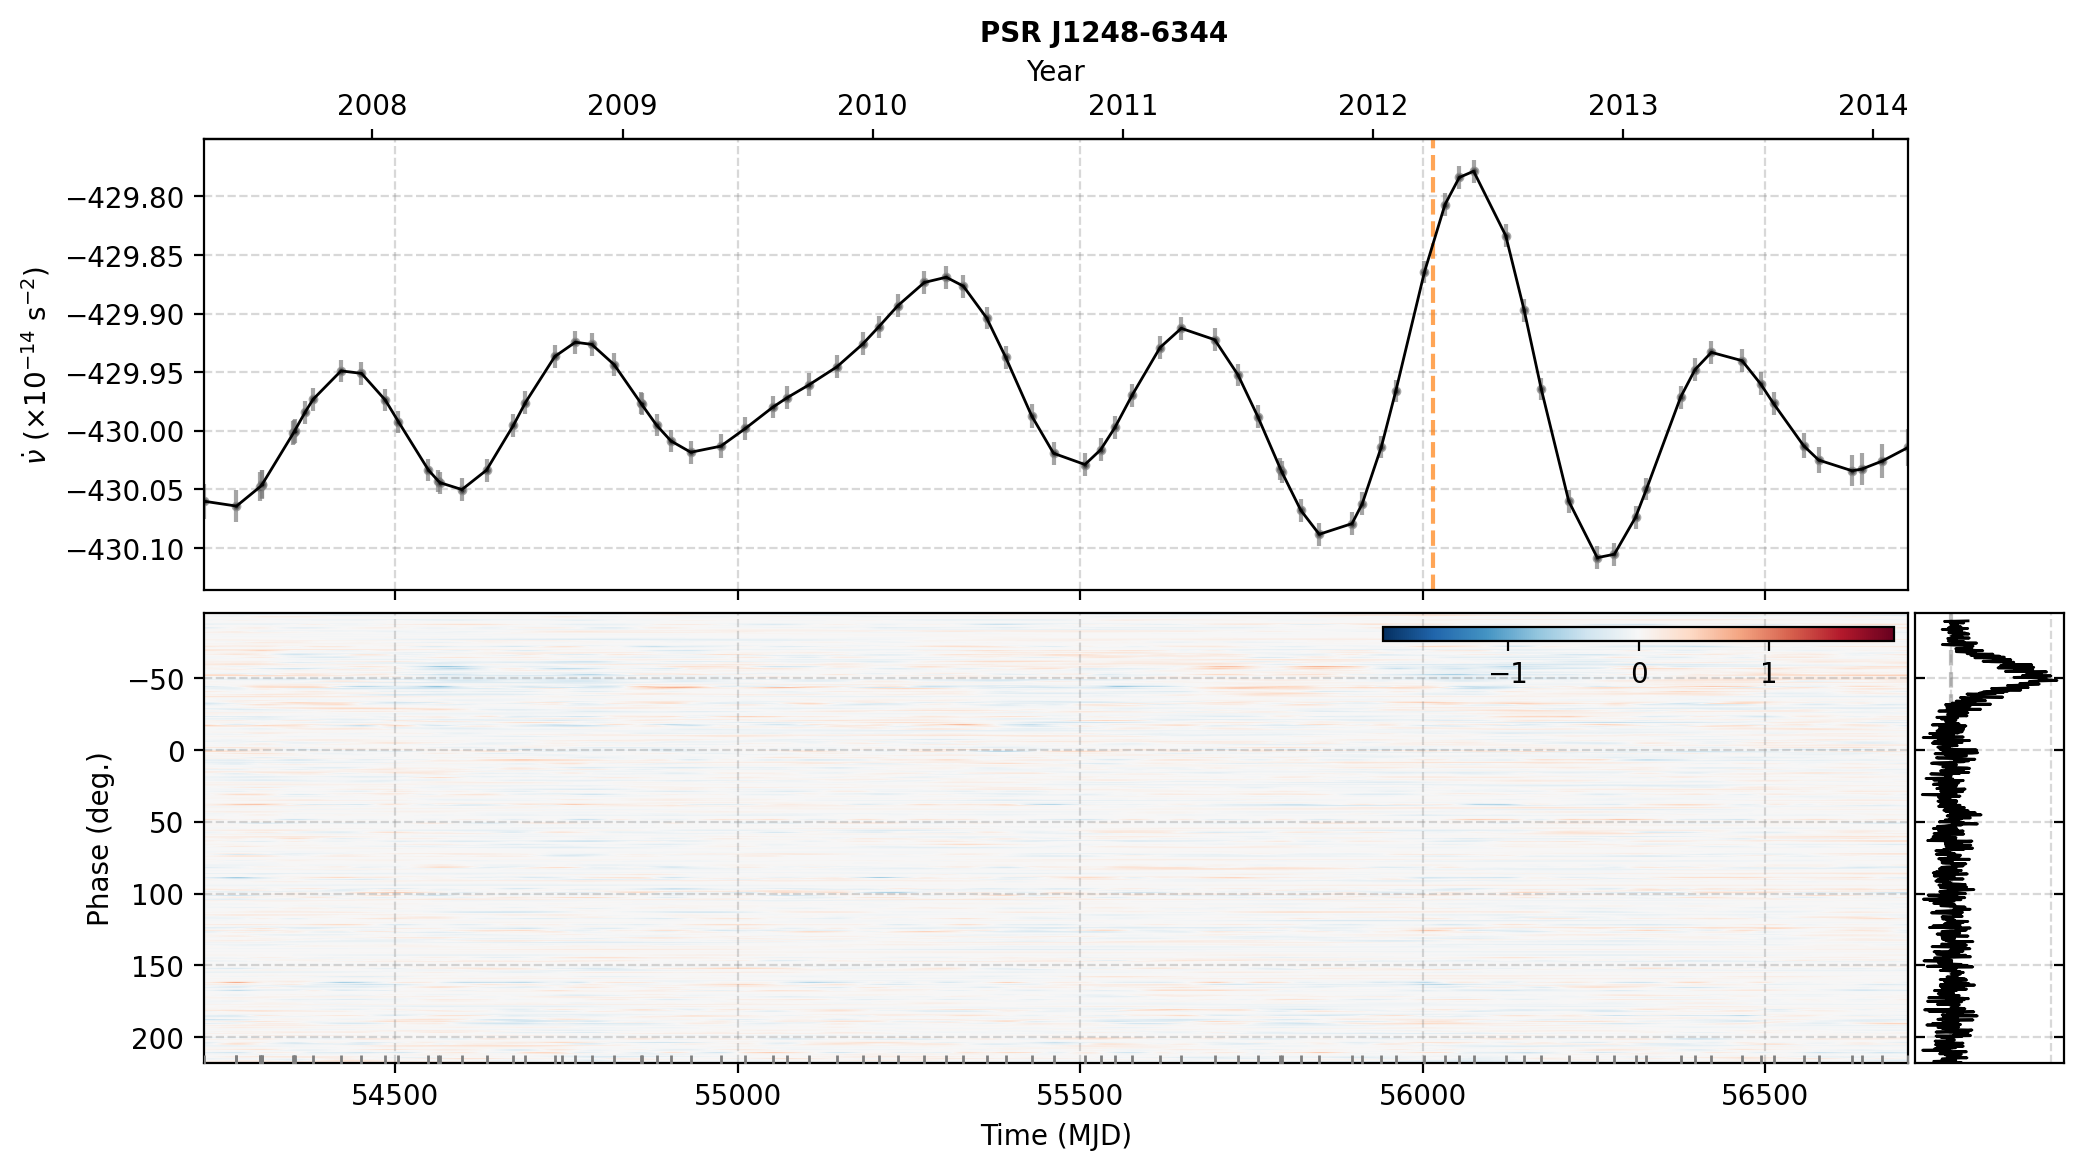 PSR J1248-6344
Year
2008 2009 2010 2011 2012 2013 2014
−429.80
−429.85
−429.90
−429.95
−430.00
−430.05
−430.10
ν̇ (×10⁻¹⁴ s⁻²)
−1 0 1
−50
0
50
100
150
200
Phase (deg.)
54500 55000 55500 56000 56500
Time (MJD)